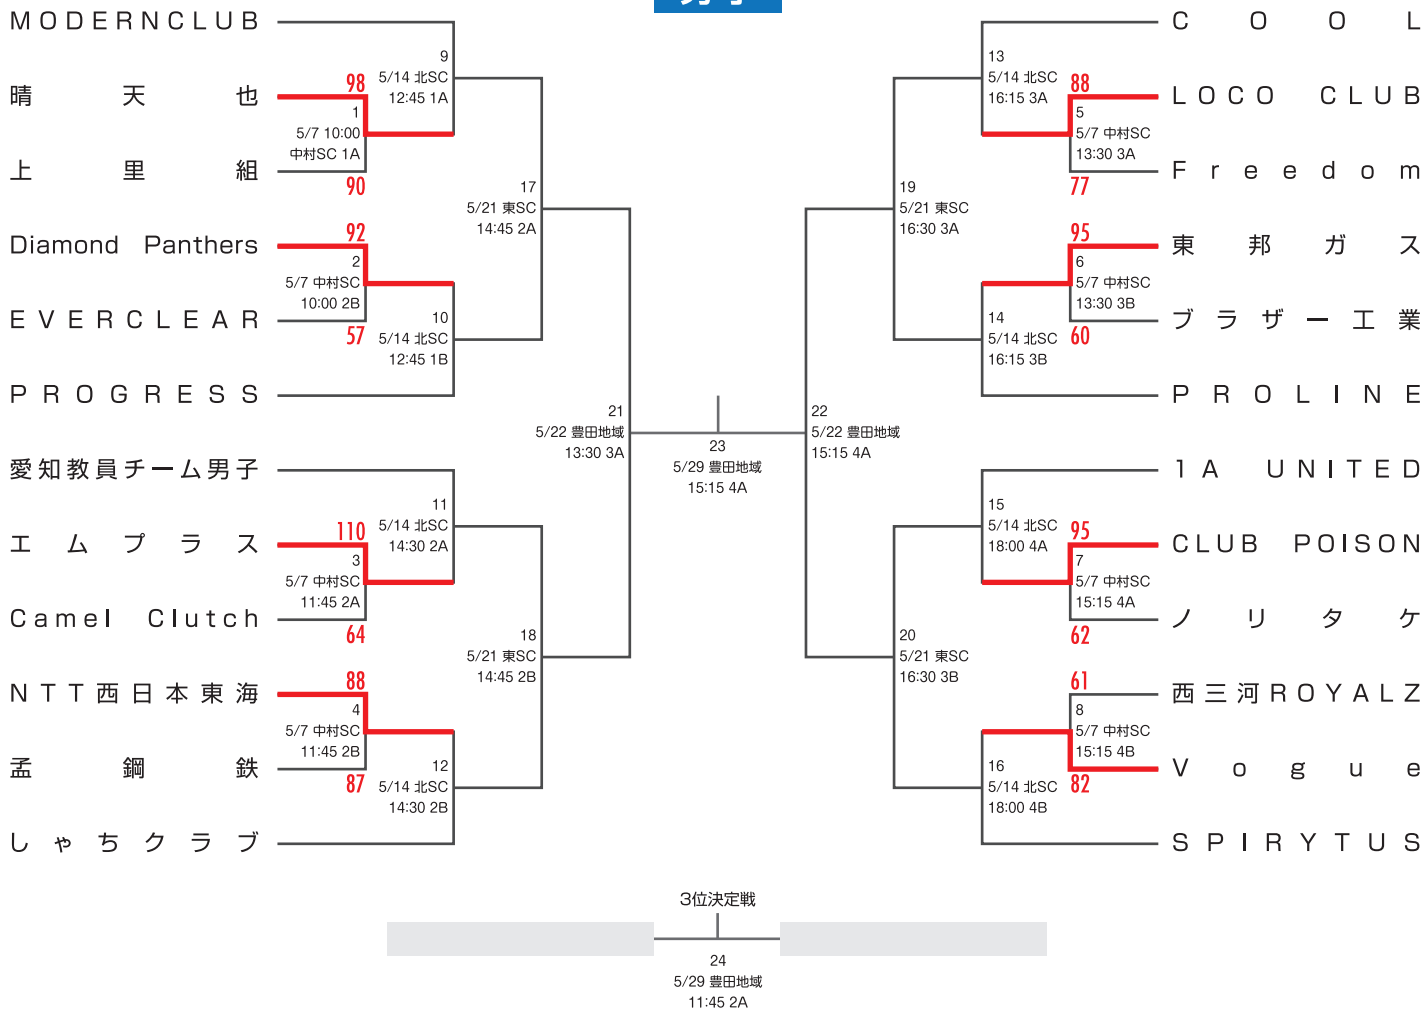 MODERNCLUB
晴天也
上里組
Diamond Panthers
EVERCLEAR
PROGRESS
愛知教員チーム男子
エムプラス
Camel Clutch
NTT西日本東海
孟鋼鉄
しゃちクラブ
98
1
5/7 10:00
中村SC 1A
90
92
2
5/7 中村SC
10:00 2B
57
110
3
5/7 中村SC
11:45 2A
64
88
4
5/7 中村SC
11:45 2B
87
9
5/14 北SC
12:45 1A
10
5/14 北SC
12:45 1B
11
5/14 北SC
14:30 2A
12
5/14 北SC
14:30 2B
17
5/21 東SC
14:45 2A
18
5/21 東SC
14:45 2B
21
5/22 豊田地域
13:30 3A
23
5/29 豊田地域
15:15 4A
22
5/22 豊田地域
15:15 4A
19
5/21 東SC
16:30 3A
20
5/21 東SC
16:30 3B
13
5/14 北SC
16:15 3A
14
5/14 北SC
16:15 3B
15
5/14 北SC
18:00 4A
16
5/14 北SC
18:00 4B
88
5
5/7 中村SC
13:30 3A
77
95
6
5/7 中村SC
13:30 3B
60
95
7
5/7 中村SC
15:15 4A
62
61
8
5/7 中村SC
15:15 4B
82
COOL
LOCO CLUB
Freedom
東邦ガス
ブラザー工業
PROLINE
1A UNITED
CLUB POISON
ノリタケ
西三河ROYALZ
Vogue
SPIRYTUS
3位決定戦
24
5/29 豊田地域
11:45 2A